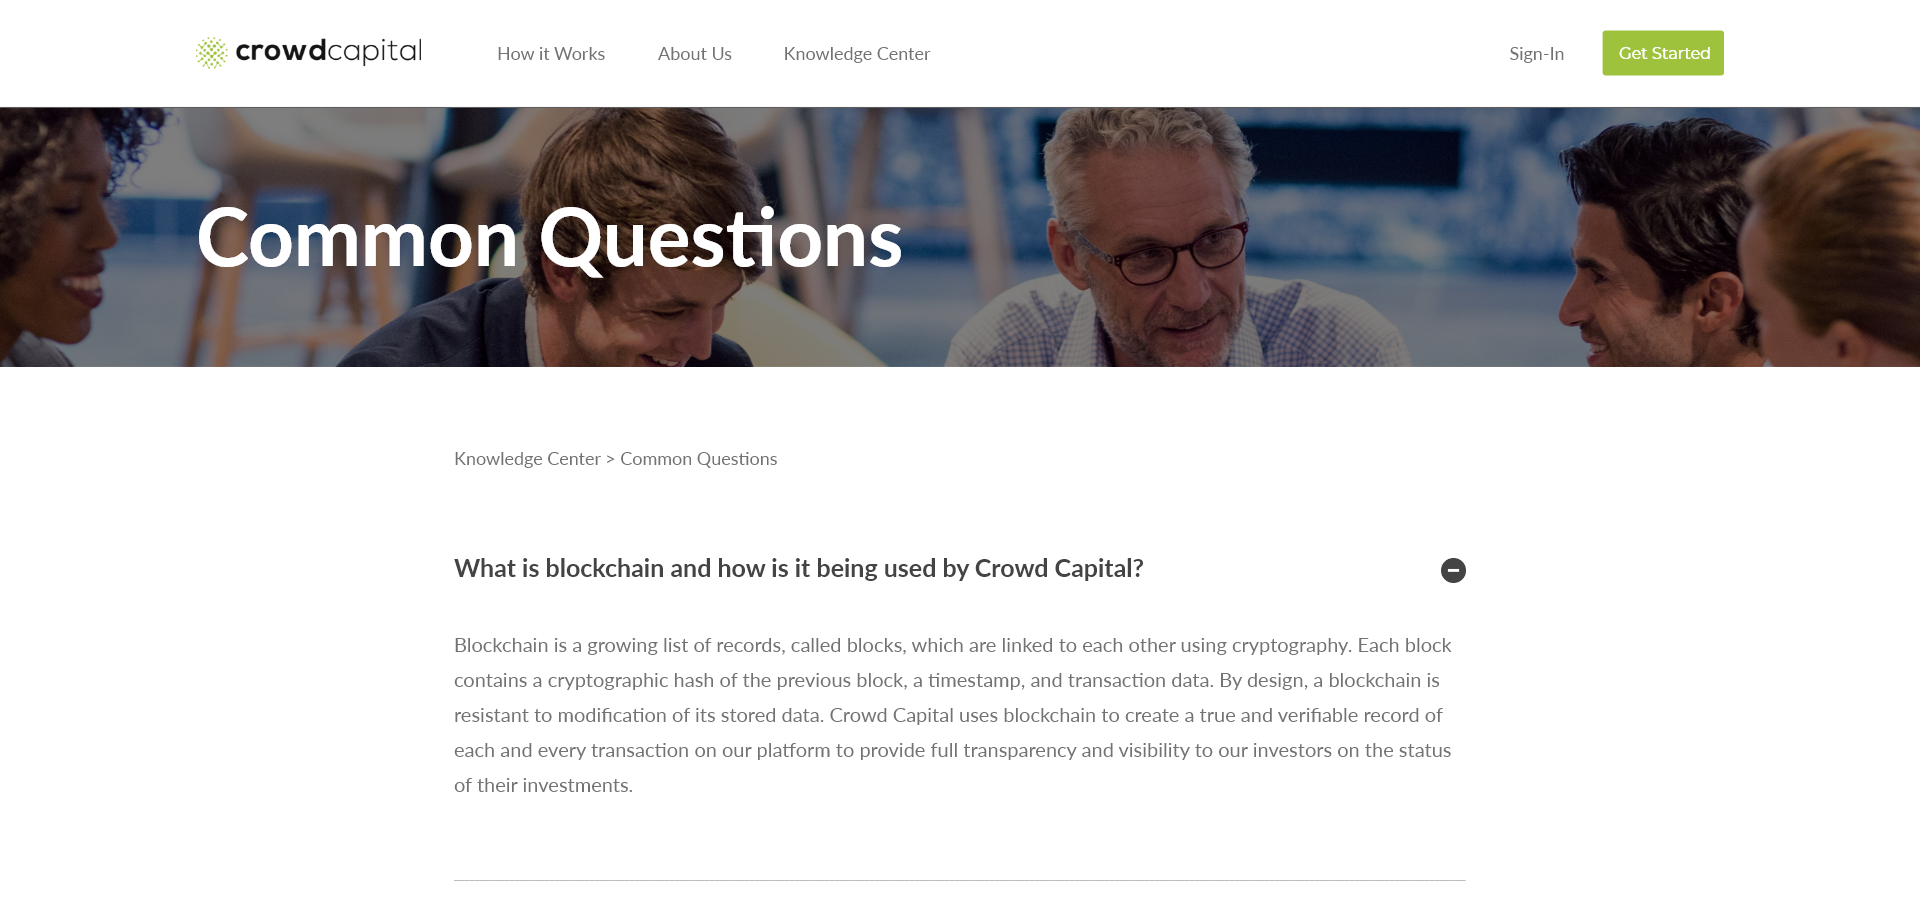 crowdcapital
How it Works
About Us
Knowledge Center
Sign-In
Get Started
Common Questions
Knowledge Center > Common Questions
What is blockchain and how is it being used by Crowd Capital?
Blockchain is a growing list of records, called blocks, which are linked to each other using cryptography. Each block
contains a cryptographic hash of the previous block, a timestamp, and transaction data. By design, a blockchain is
resistant to modification of its stored data. Crowd Capital uses blockchain to create a true and verifiable record of
each and every transaction on our platform to provide full transparency and visibility to our investors on the status
of their investments.